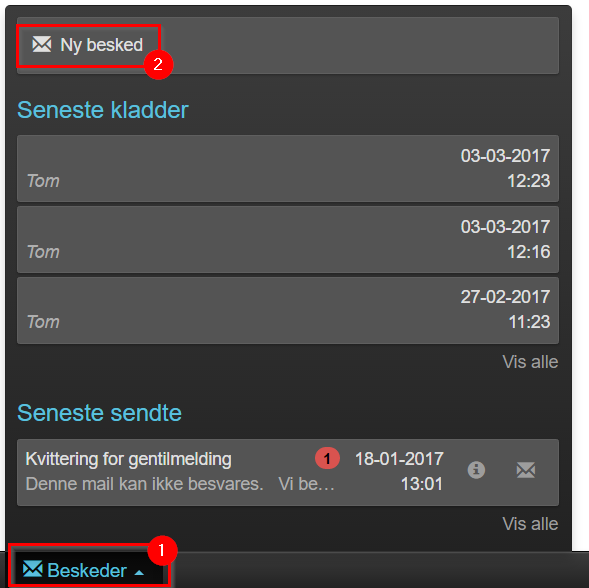 Ny besked
2
Seneste kladder
03-03-2017
Tom 12:23
03-03-2017
Tom 12:16
27-02-2017
Tom 11:23
Vis alle
Seneste sendte
Kvittering for gentilmelding 1 18-01-2017
Denne mail kan ikke besvares. Vi be... 13:01
Vis alle
1
Beskeder